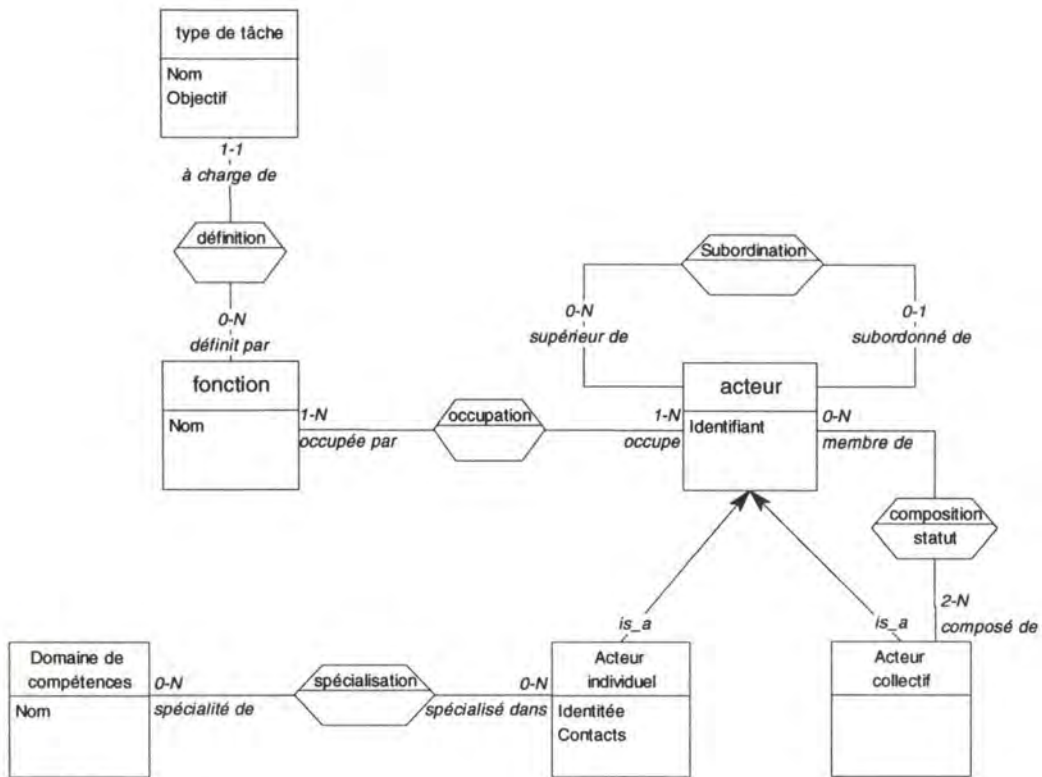 type de tâche
Nom
Objectif
1-1
à charge de
définition
0-N
définit par
fonction
Nom
1-N
occupée par
occupation
1-N
occupe
Subordination
0-N
supérieur de
0-1
subordonné de
acteur
Identifiant
0-N
membre de
composition
statut
2-N
composé de
is_a
is_a
Domaine de
compétences
Nom
0-N
spécialité de
spécialisation
0-N
spécialisé dans
Acteur
individuel
Identitée
Contacts
Acteur
collectif